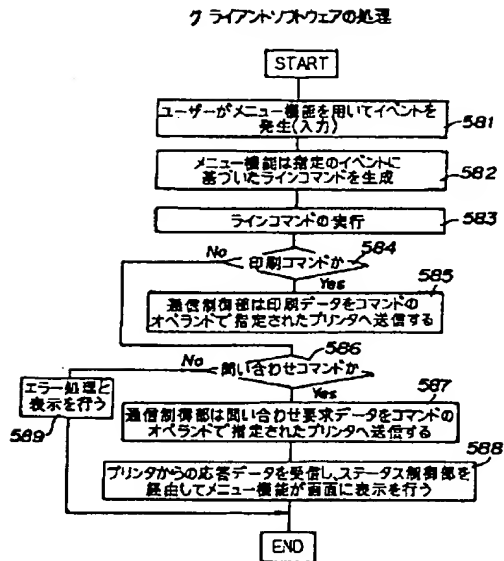 クライアントソフトウェアの処理
START
ユーザーがメニュー機能を用いてイベントを
発生(入力)
581
メニュー機能は指定のイベントに
基づいたラインコマンドを生成
582
ラインコマンドの実行
583
No
印刷コマンドか
584
Yes
585
通信制御部は印刷データをコマンドの
オペランドで指定されたプリンタへ送信する
586
No
問い合わせコマンドか
Yes
587
エラー処理と
表示を行う
589
通信制御部は問い合わせ要求データをコマンドの
オペランドで指定されたプリンタへ送信する
588
プリンタからの応答データを受信し、ステータス制御部を
経由してメニュー機能が画面に表示を行う
END